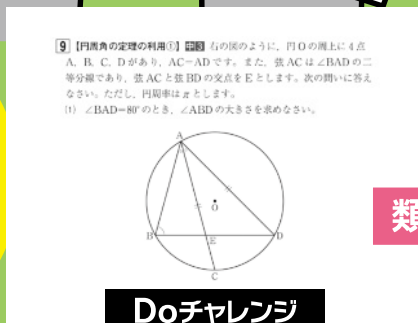 9 【円周角の定理の利用①】 中3 右の図のように、円Oの周上に4点
A、B、C、Dがあり、AC=ADです。また、弦ACは∠BADの二
等分線であり、弦ACと弦BDの交点をEとします。次の問いに答え
なさい。ただし、円周率はπとします。
(1) ∠BAD=80°のとき、∠ABDの大きさを求めなさい。
A
O
B
E
D
C
類
Doチャレンジ